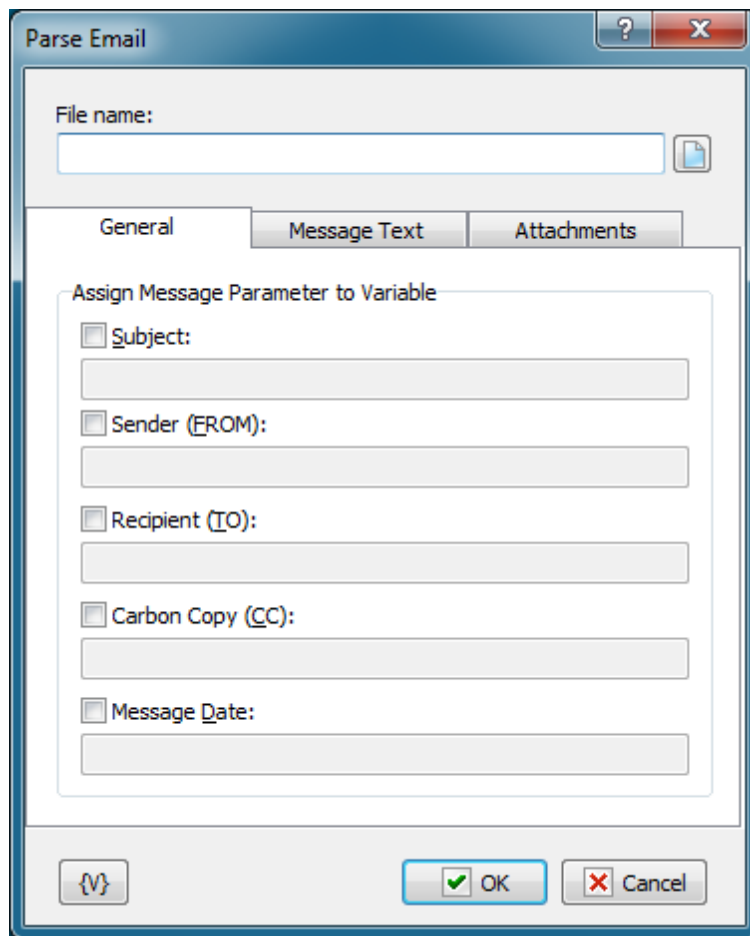 Parse Email
?
File name:
General Message Text Attachments
Assign Message Parameter to Variable
Subject:
Sender (FROM):
Recipient (TO):
Carbon Copy (CC):
Message Date:
{V} OK Cancel